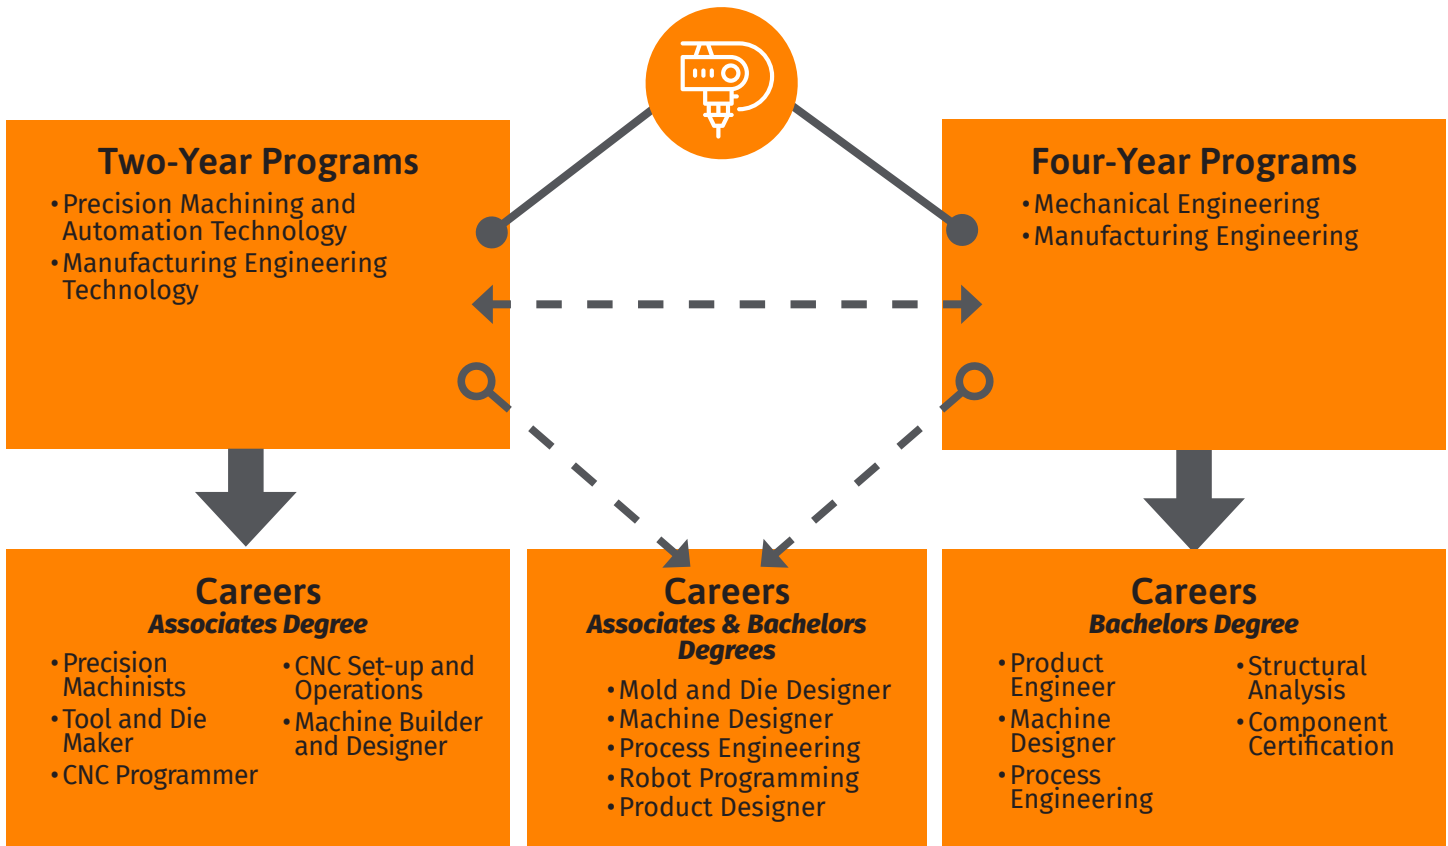 Two-Year Programs
• Precision Machining and
Automation Technology
• Manufacturing Engineering
Technology
Four-Year Programs
• Mechanical Engineering
• Manufacturing Engineering
Careers
Associates Degree
• Precision
Machinists
• Tool and Die
Maker
• CNC Programmer
• CNC Set-up and
Operations
• Machine Builder
and Designer
Careers
Associates & Bachelors
Degrees
• Mold and Die Designer
• Machine Designer
• Process Engineering
• Robot Programming
• Product Designer
Careers
Bachelors Degree
• Product
Engineer
• Machine
Designer
• Process
Engineering
• Structural
Analysis
• Component
Certification